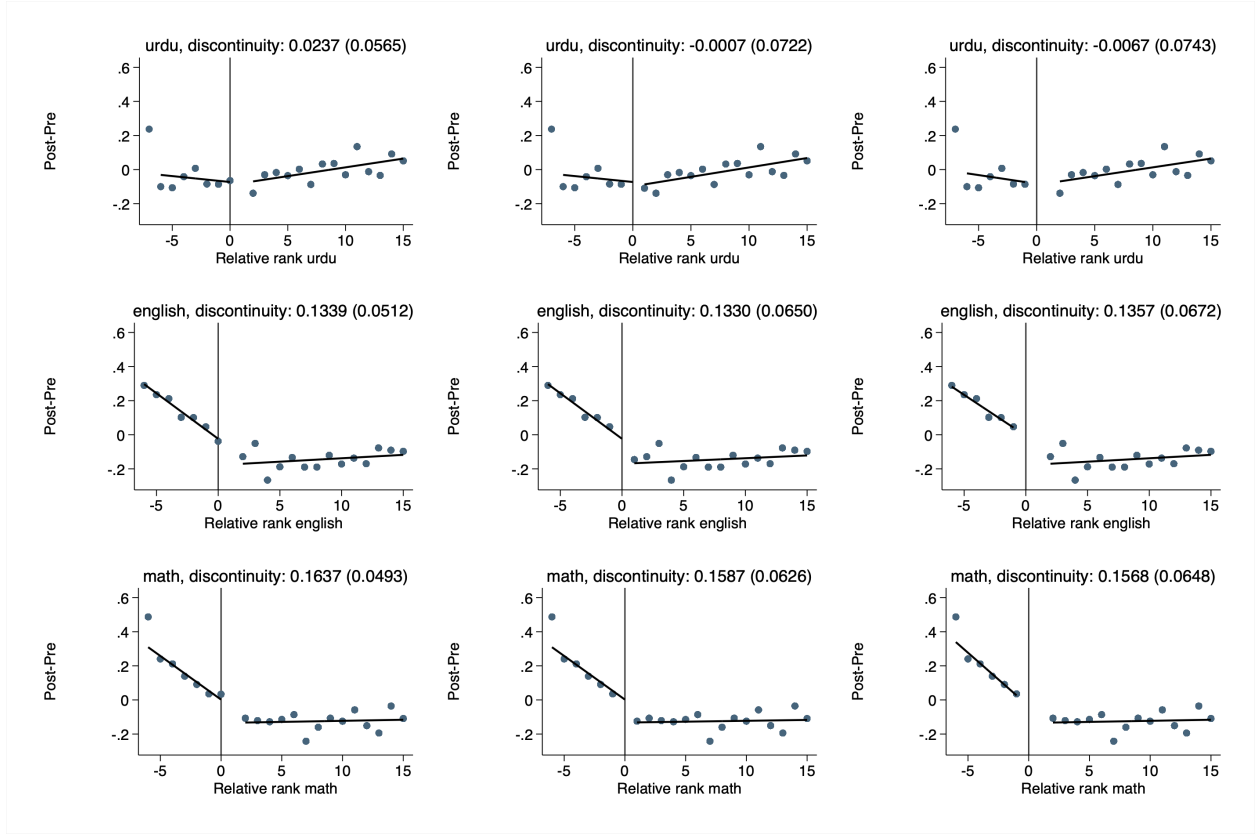 urdu, discontinuity: 0.0237 (0.0565)
.6
.4
.2
0
-.2
Post-Pre
-5 0 5 10 15
Relative rank urdu
urdu, discontinuity: -0.0007 (0.0722)
.6
.4
.2
0
-.2
Post-Pre
-5 0 5 10 15
Relative rank urdu
urdu, discontinuity: -0.0067 (0.0743)
.6
.4
.2
0
-.2
Post-Pre
-5 0 5 10 15
Relative rank urdu
english, discontinuity: 0.1339 (0.0512)
.6
.4
.2
0
-.2
Post-Pre
-5 0 5 10 15
Relative rank english
english, discontinuity: 0.1330 (0.0650)
.6
.4
.2
0
-.2
Post-Pre
-5 0 5 10 15
Relative rank english
english, discontinuity: 0.1357 (0.0672)
.6
.4
.2
0
-.2
Post-Pre
-5 0 5 10 15
Relative rank english
math, discontinuity: 0.1637 (0.0493)
.6
.4
.2
0
-.2
Post-Pre
-5 0 5 10 15
Relative rank math
math, discontinuity: 0.1587 (0.0626)
.6
.4
.2
0
-.2
Post-Pre
-5 0 5 10 15
Relative rank math
math, discontinuity: 0.1568 (0.0648)
.6
.4
.2
0
-.2
Post-Pre
-5 0 5 10 15
Relative rank math